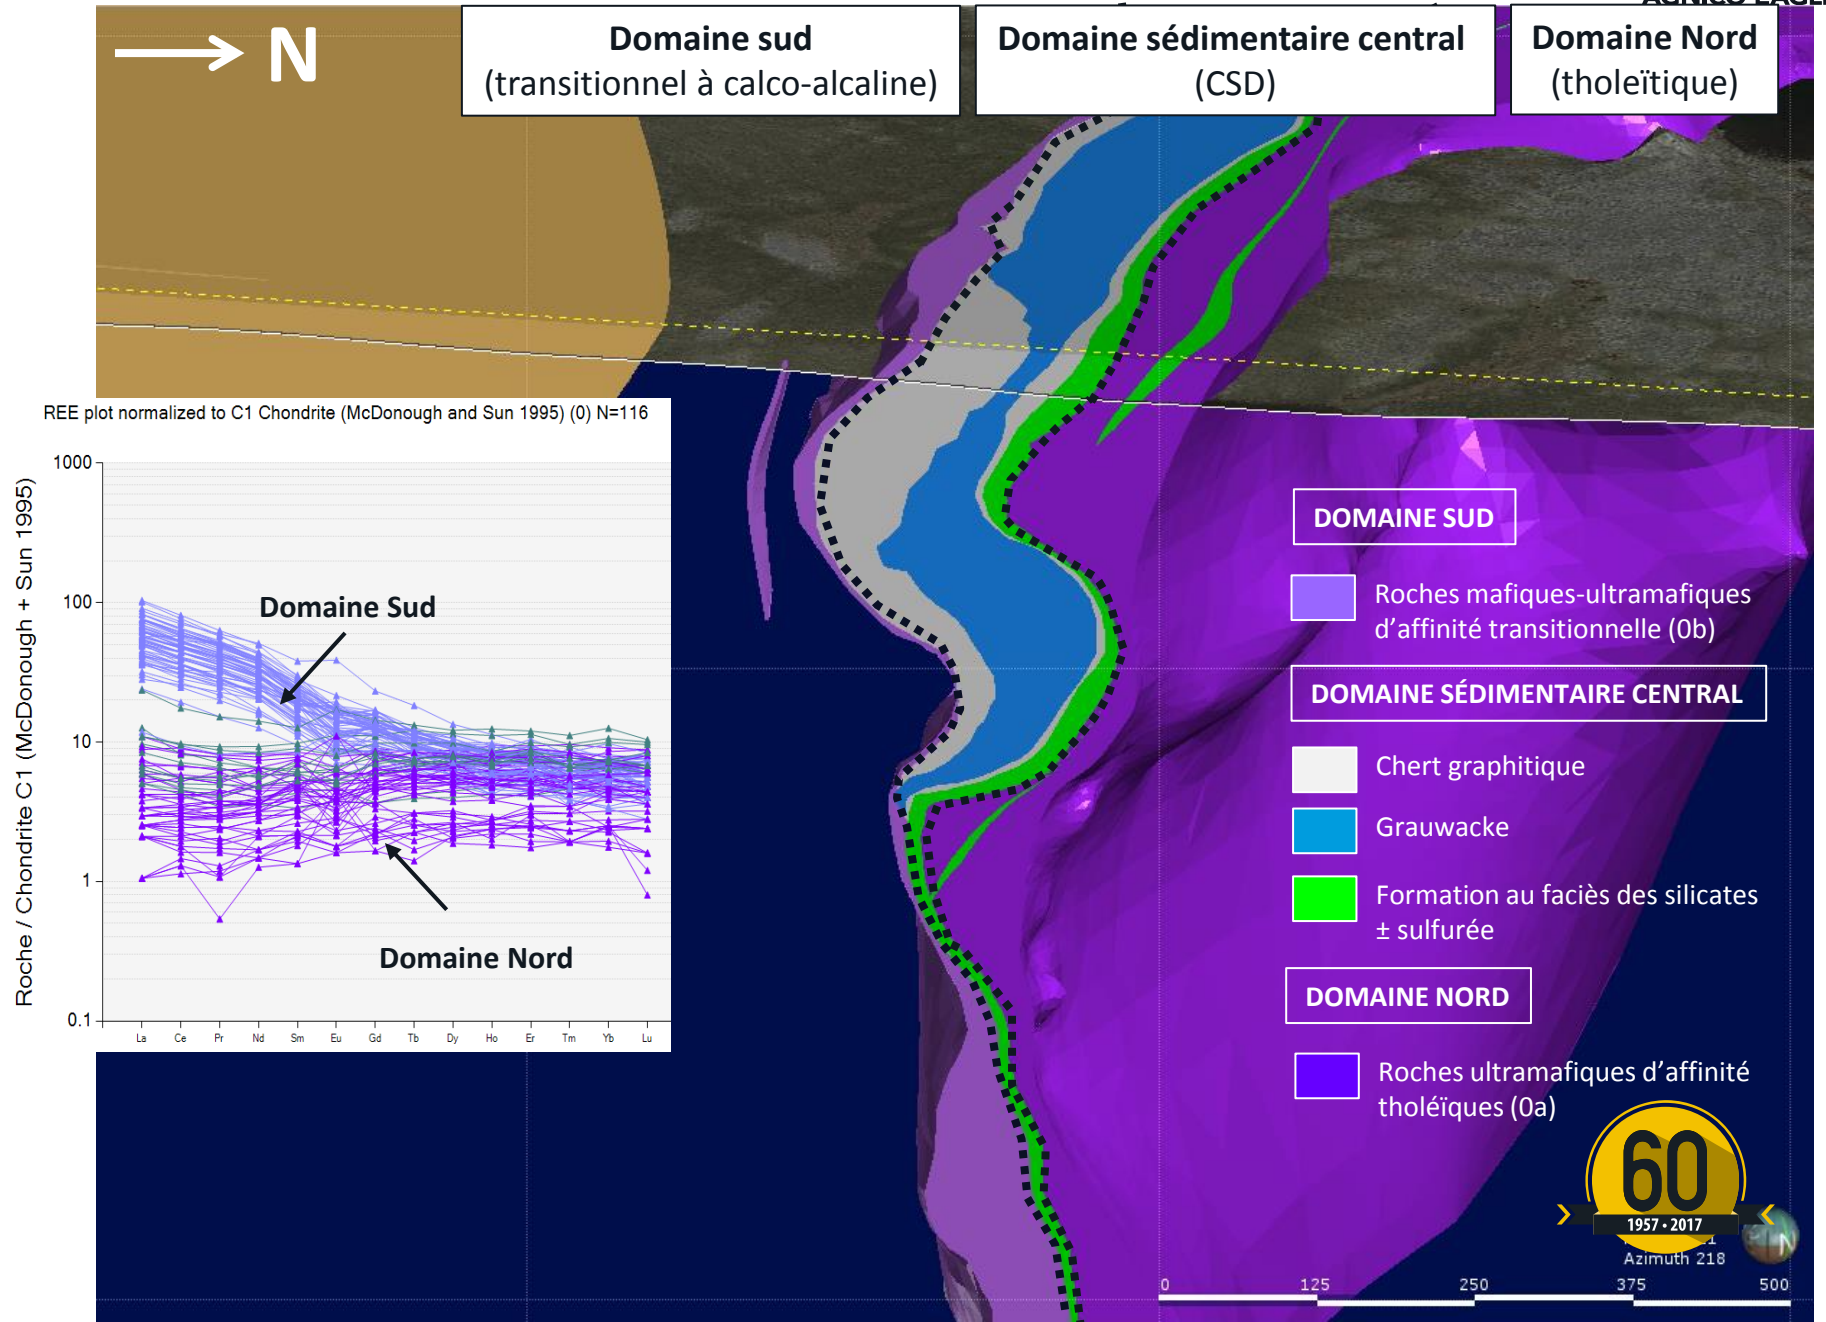 AGNICO EAGLE
N
Domaine sud
(transitionnel à calco-alcaline)
Domaine sédimentaire central
(CSD)
Domaine Nord
(tholeïtique)
REE plot normalized to C1 Chondrite (McDonough and Sun 1995) (0) N=116
Roche / Chondrite C1 (McDonough + Sun 1995)
1000
100
10
1
0.1
Domaine Sud
Domaine Nord
La Ce Pr Nd Sm Eu Gd Tb Dy Ho Er Tm Yb Lu
DOMAINE SUD
Roches mafiques-ultramafiques
d'affinité transitionnelle (0b)
DOMAINE SÉDIMENTAIRE CENTRAL
Chert graphitique
Grauwacke
Formation au faciès des silicates
± sulfurée
DOMAINE NORD
Roches ultramafiques d'affinité
tholéïques (0a)
60
1957 • 2017
Azimuth 218
N
0 125 250 375 500